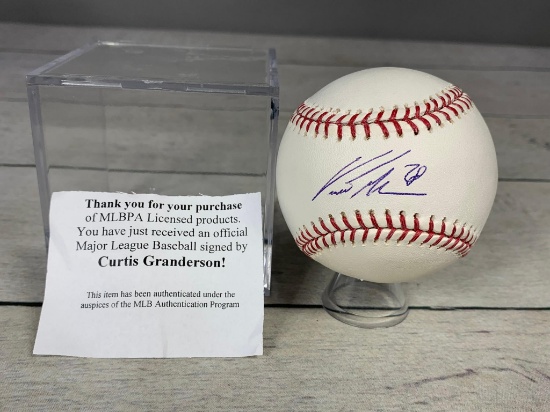 Thank you for your purchase
of MLBPA Licensed products.
You have just received an official
Major League Baseball signed by
Curtis Granderson!
This item has been authenticated under the
auspices of the MLB Authentication Program